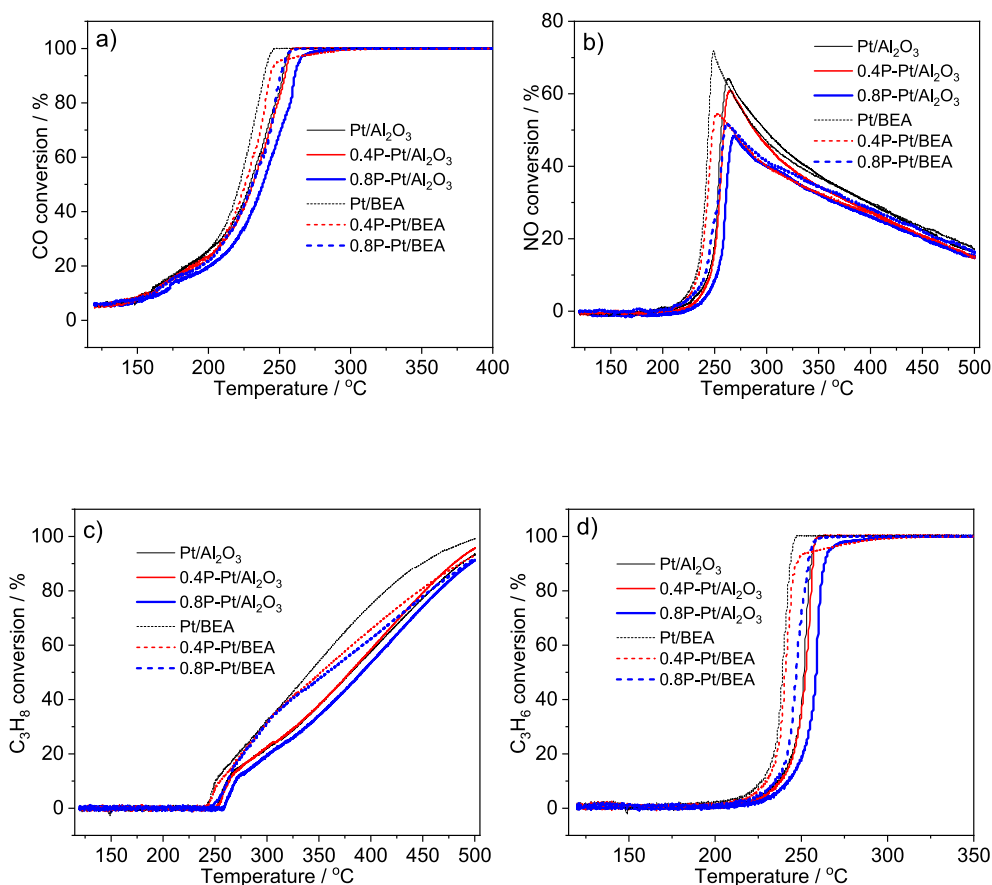 a)
100
80
60
40
20
0
CO conversion / %
Pt/Al₂O₃
0.4P-Pt/Al₂O₃
0.8P-Pt/Al₂O₃
Pt/BEA
0.4P-Pt/BEA
0.8P-Pt/BEA
150 200 250 300 350 400
Temperature / °C
b)
80
60
40
20
0
NO conversion / %
Pt/Al₂O₃
0.4P-Pt/Al₂O₃
0.8P-Pt/Al₂O₃
Pt/BEA
0.4P-Pt/BEA
0.8P-Pt/BEA
150 200 250 300 350 400 450 500
Temperature / °C
c)
100
80
60
40
20
0
C₃H₈ conversion / %
Pt/Al₂O₃
0.4P-Pt/Al₂O₃
0.8P-Pt/Al₂O₃
Pt/BEA
0.4P-Pt/BEA
0.8P-Pt/BEA
150 200 250 300 350 400 450 500
Temperature / °C
d)
100
80
60
40
20
0
C₃H₆ conversion / %
Pt/Al₂O₃
0.4P-Pt/Al₂O₃
0.8P-Pt/Al₂O₃
Pt/BEA
0.4P-Pt/BEA
0.8P-Pt/BEA
150 200 250 300 350
Temperature / °C